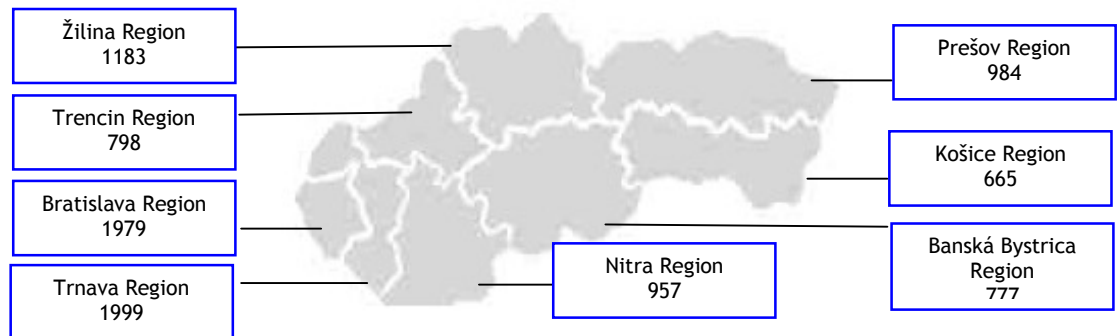 Žilina Region
1183
Prešov Region
984
Trencin Region
798
Košice Region
665
Bratislava Region
1979
Banská Bystrica
Region
777
Nitra Region
957
Trnava Region
1999